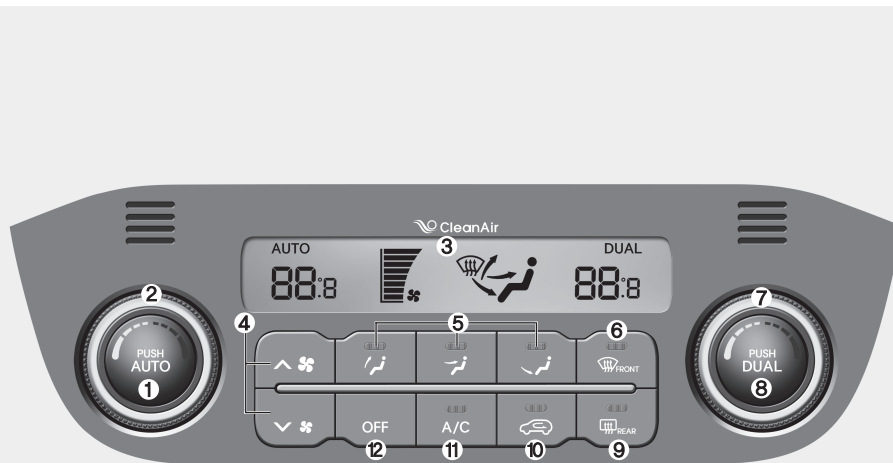 CleanAir
③
AUTO DUAL
88:8 88:8
② ⑦
④ ⑤ ⑥
PUSH
AUTO
①
FRONT
PUSH
DUAL
⑧
OFF A/C REAR
⑫ ⑪ ⑩ ⑨